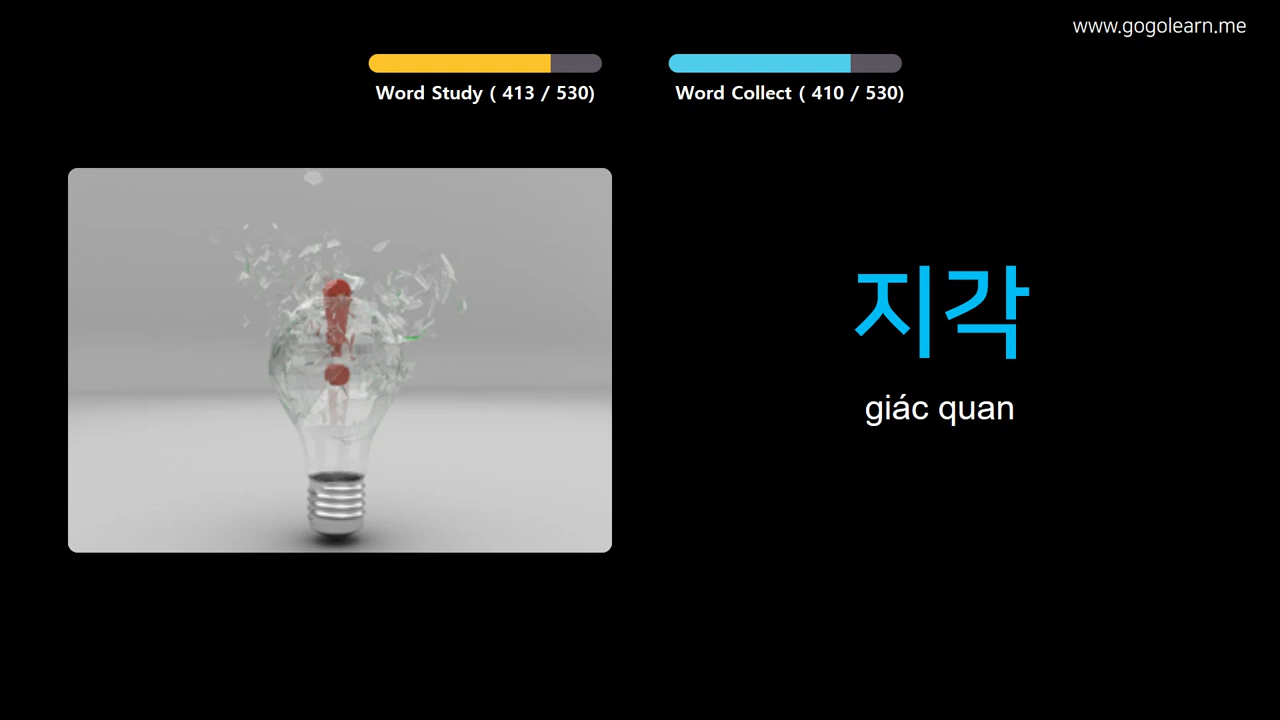 www.gogolearn.me
Word Study ( 413 / 530)
Word Collect ( 410 / 530)
지각
giác quan